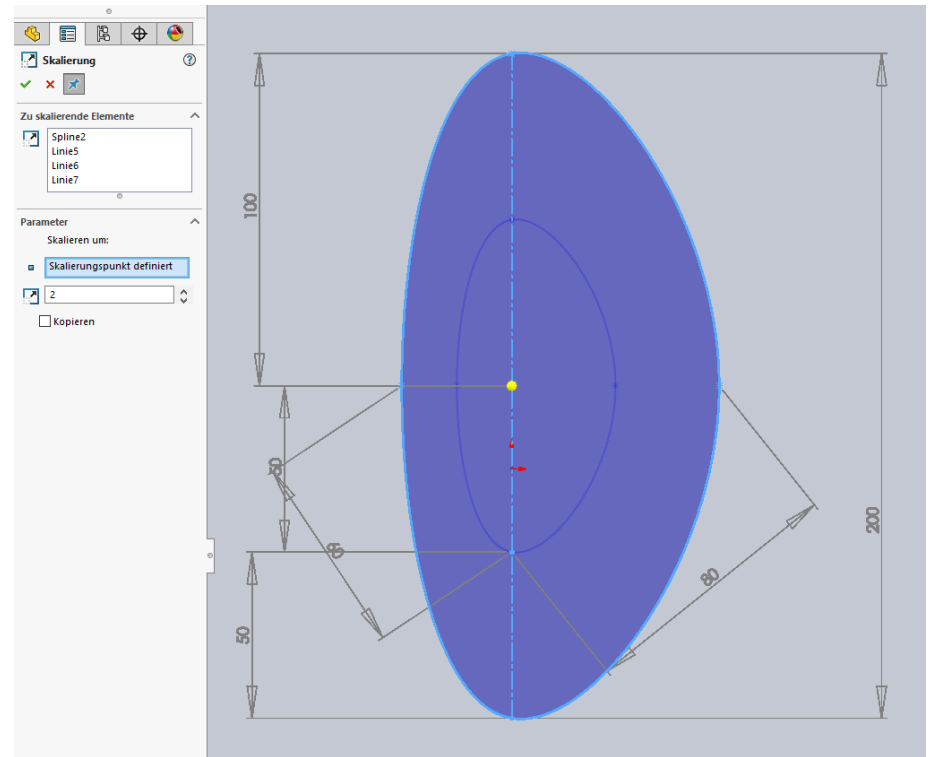 Skalierung
Zu skalierende Elemente
Spline2
Linie5
Linie6
Linie7
Parameter
Skalieren um:
Skalierungspunkt definiert
2
Kopieren
100
200
80
50